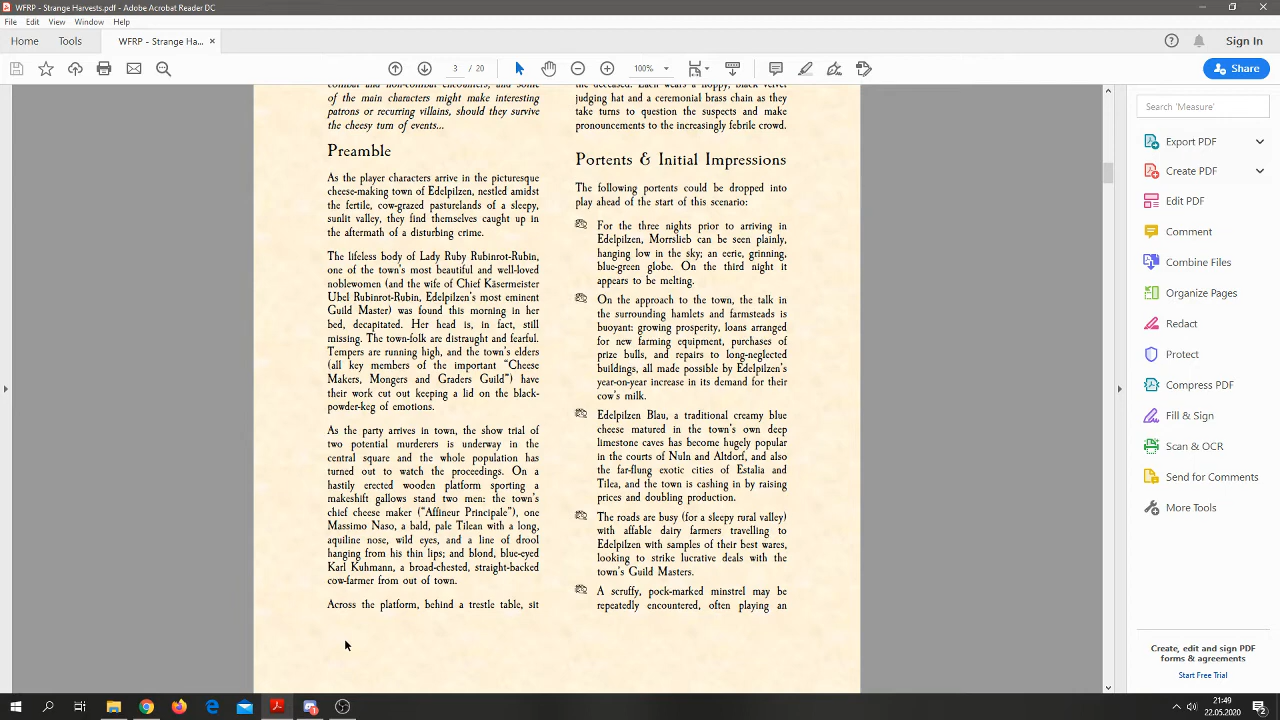 WFRP - Strange Harvests.pdf - Adobe Acrobat Reader DC
File Edit View Window Help
Home Tools WFRP - Strange Ha... × Sign In
3 / 20 100% Share
combat and non-combat encounters, and some
of the main characters might make interesting
patrons or recurring villains, should they survive
the cheesy turn of events...
Preamble
As the player characters arrive in the picturesque
cheese-making town of Edelpilzen, nestled amidst
the fertile, cow-grazed pasturelands of a sleepy,
sunlit valley, they find themselves caught up in
the aftermath of a disturbing crime.
The lifeless body of Lady Ruby Rubinrot-Rubin,
one of the town's most beautiful and well-loved
noblewomen (and the wife of Chief Käsermeister
Ubel Rubinrot-Rubin, Edelpilzen's most eminent
Guild Master) was found this morning in her
bed, decapitated. Her head is, in fact, still
missing. The town-folk are distraught and fearful.
Tempers are running high, and the town's elders
(all key members of the important "Cheese
Makers, Mongers and Graders Guild") have
their work cut out keeping a lid on the black-
powder-keg of emotions.
As the party arrives in town, the show trial of
two potential murderers is underway in the
central square and the whole population has
turned out to watch the proceedings. On a
hastily erected wooden platform sporting a
makeshift gallows stand two men: the town's
chief cheese maker ("Affineur Principale"), one
Massimo Naso, a bald, pale Tilean with a long,
aquiline nose, wild eyes, and a line of drool
hanging from his thin lips; and blond, blue-eyed
Karl Kuhmann, a broad-chested, straight-backed
cow-farmer from out of town.
Across the platform, behind a trestle table, sit
the deceased. Each wears a floppy, black velvet
judging hat and a ceremonial brass chain as they
take turns to question the suspects and make
pronouncements to the increasingly febrile crowd.
Portents & Initial Impressions
The following portents could be dropped into
play ahead of the start of this scenario:
For the three nights prior to arriving in
Edelpilzen, Morrslieb can be seen plainly,
hanging low in the sky; an eerie, grinning,
blue-green globe. On the third night it
appears to be melting.
On the approach to the town, the talk in
the surrounding hamlets and farmsteads is
buoyant: growing prosperity, loans arranged
for new farming equipment, purchases of
prize bulls, and repairs to long-neglected
buildings, all made possible by Edelpilzen's
year-on-year increase in its demand for their
cow's milk.
Edelpilzen Blau, a traditional creamy blue
cheese matured in the town's own deep
limestone caves has become hugely popular
in the courts of Nuln and Altdorf, and also
the far-flung exotic cities of Estalia and
Tilea, and the town is cashing in by raising
prices and doubling production.
The roads are busy (for a sleepy rural valley)
with affable dairy farmers travelling to
Edelpilzen with samples of their best wares,
looking to strike lucrative deals with the
town's Guild Masters.
A scruffy, pock-marked minstrel may be
repeatedly encountered, often playing an
Search 'Measure'
Export PDF
Create PDF
Edit PDF
Comment
Combine Files
Organize Pages
Redact
Protect
Compress PDF
Fill & Sign
Scan & OCR
Send for Comments
More Tools
Create, edit and sign PDF
forms & agreements
Start Free Trial
21:49
22.05.2020